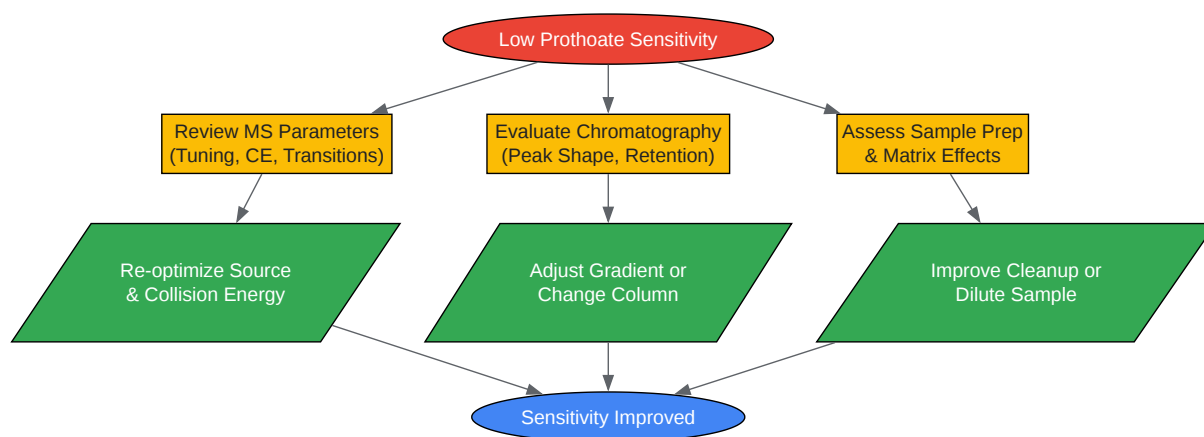 Low Prothoate Sensitivity
Review MS Parameters
(Tuning, CE, Transitions)
Evaluate Chromatography
(Peak Shape, Retention)
Assess Sample Prep
& Matrix Effects
Re-optimize Source
& Collision Energy
Adjust Gradient or
Change Column
Improve Cleanup or
Dilute Sample
Sensitivity Improved